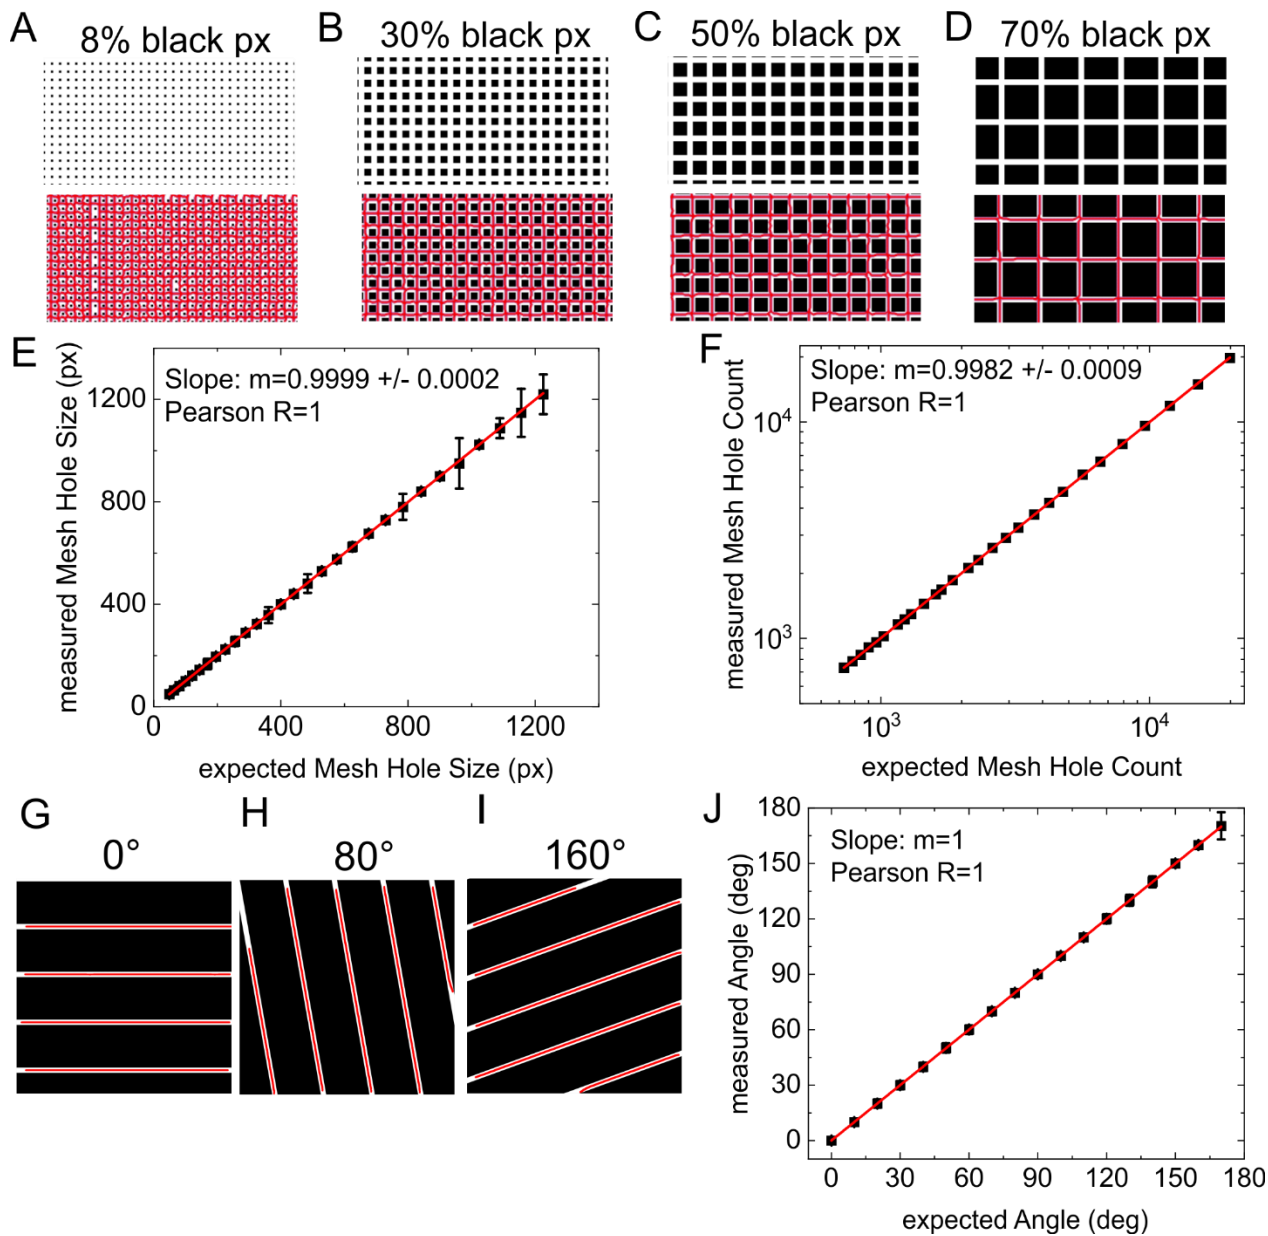 A
8% black px
B
30% black px
C
50% black px
D
70% black px
E
Slope: m=0.9999 +/- 0.0002
Pearson R=1
measured Mesh Hole Size (px)
1200
800
400
0
0
400
800
1200
expected Mesh Hole Size (px)
F
Slope: m=0.9982 +/- 0.0009
Pearson R=1
measured Mesh Hole Count
10⁴
10³
10³
10⁴
expected Mesh Hole Count
G
0°
H
80°
I
160°
J
Slope: m=1
Pearson R=1
measured Angle (deg)
180
150
120
90
60
30
0
0
30
60
90
120
150
180
expected Angle (deg)